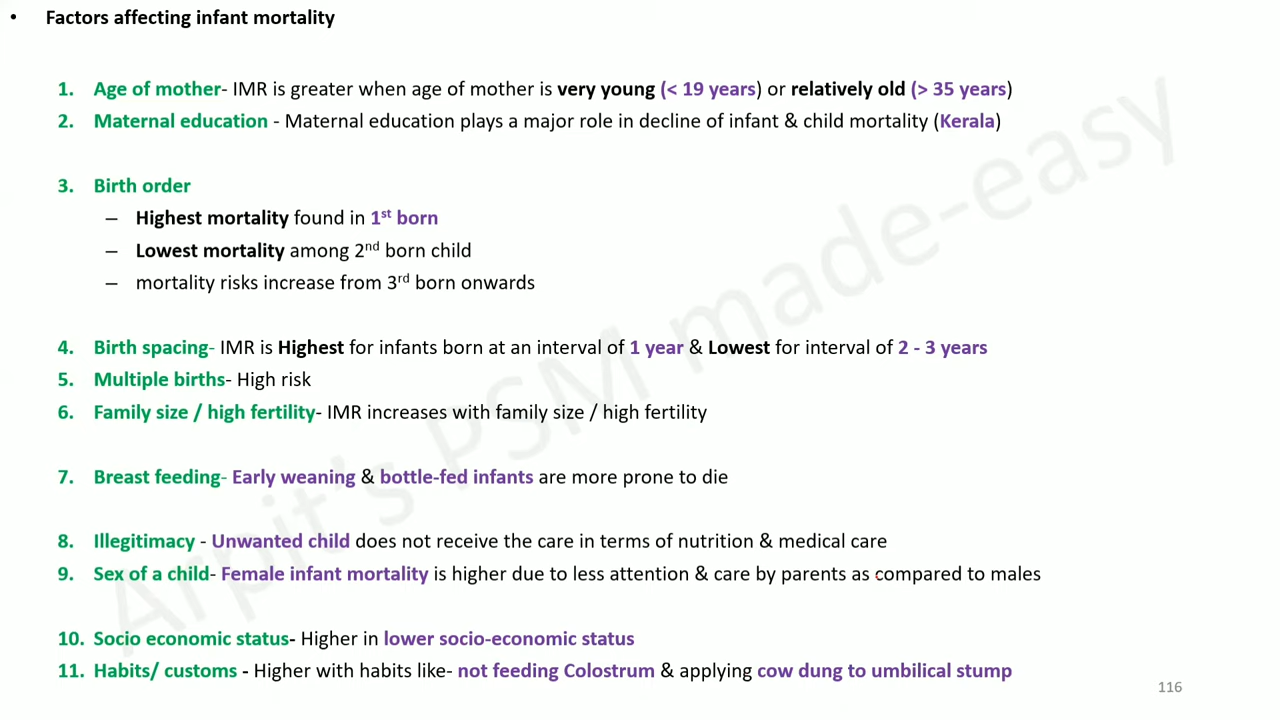 • Factors affecting infant mortality
1. Age of mother- IMR is greater when age of mother is very young (< 19 years) or relatively old (> 35 years)
2. Maternal education - Maternal education plays a major role in decline of infant & child mortality (Kerala)
3. Birth order
– Highest mortality found in 1st born
– Lowest mortality among 2nd born child
– mortality risks increase from 3rd born onwards
4. Birth spacing- IMR is Highest for infants born at an interval of 1 year & Lowest for interval of 2 - 3 years
5. Multiple births- High risk
6. Family size / high fertility- IMR increases with family size / high fertility
7. Breast feeding- Early weaning & bottle-fed infants are more prone to die
8. Illegitimacy - Unwanted child does not receive the care in terms of nutrition & medical care
9. Sex of a child- Female infant mortality is higher due to less attention & care by parents as compared to males
10. Socio economic status- Higher in lower socio-economic status
11. Habits/ customs - Higher with habits like- not feeding Colostrum & applying cow dung to umbilical stump
116
Arpit's PSM made-easy